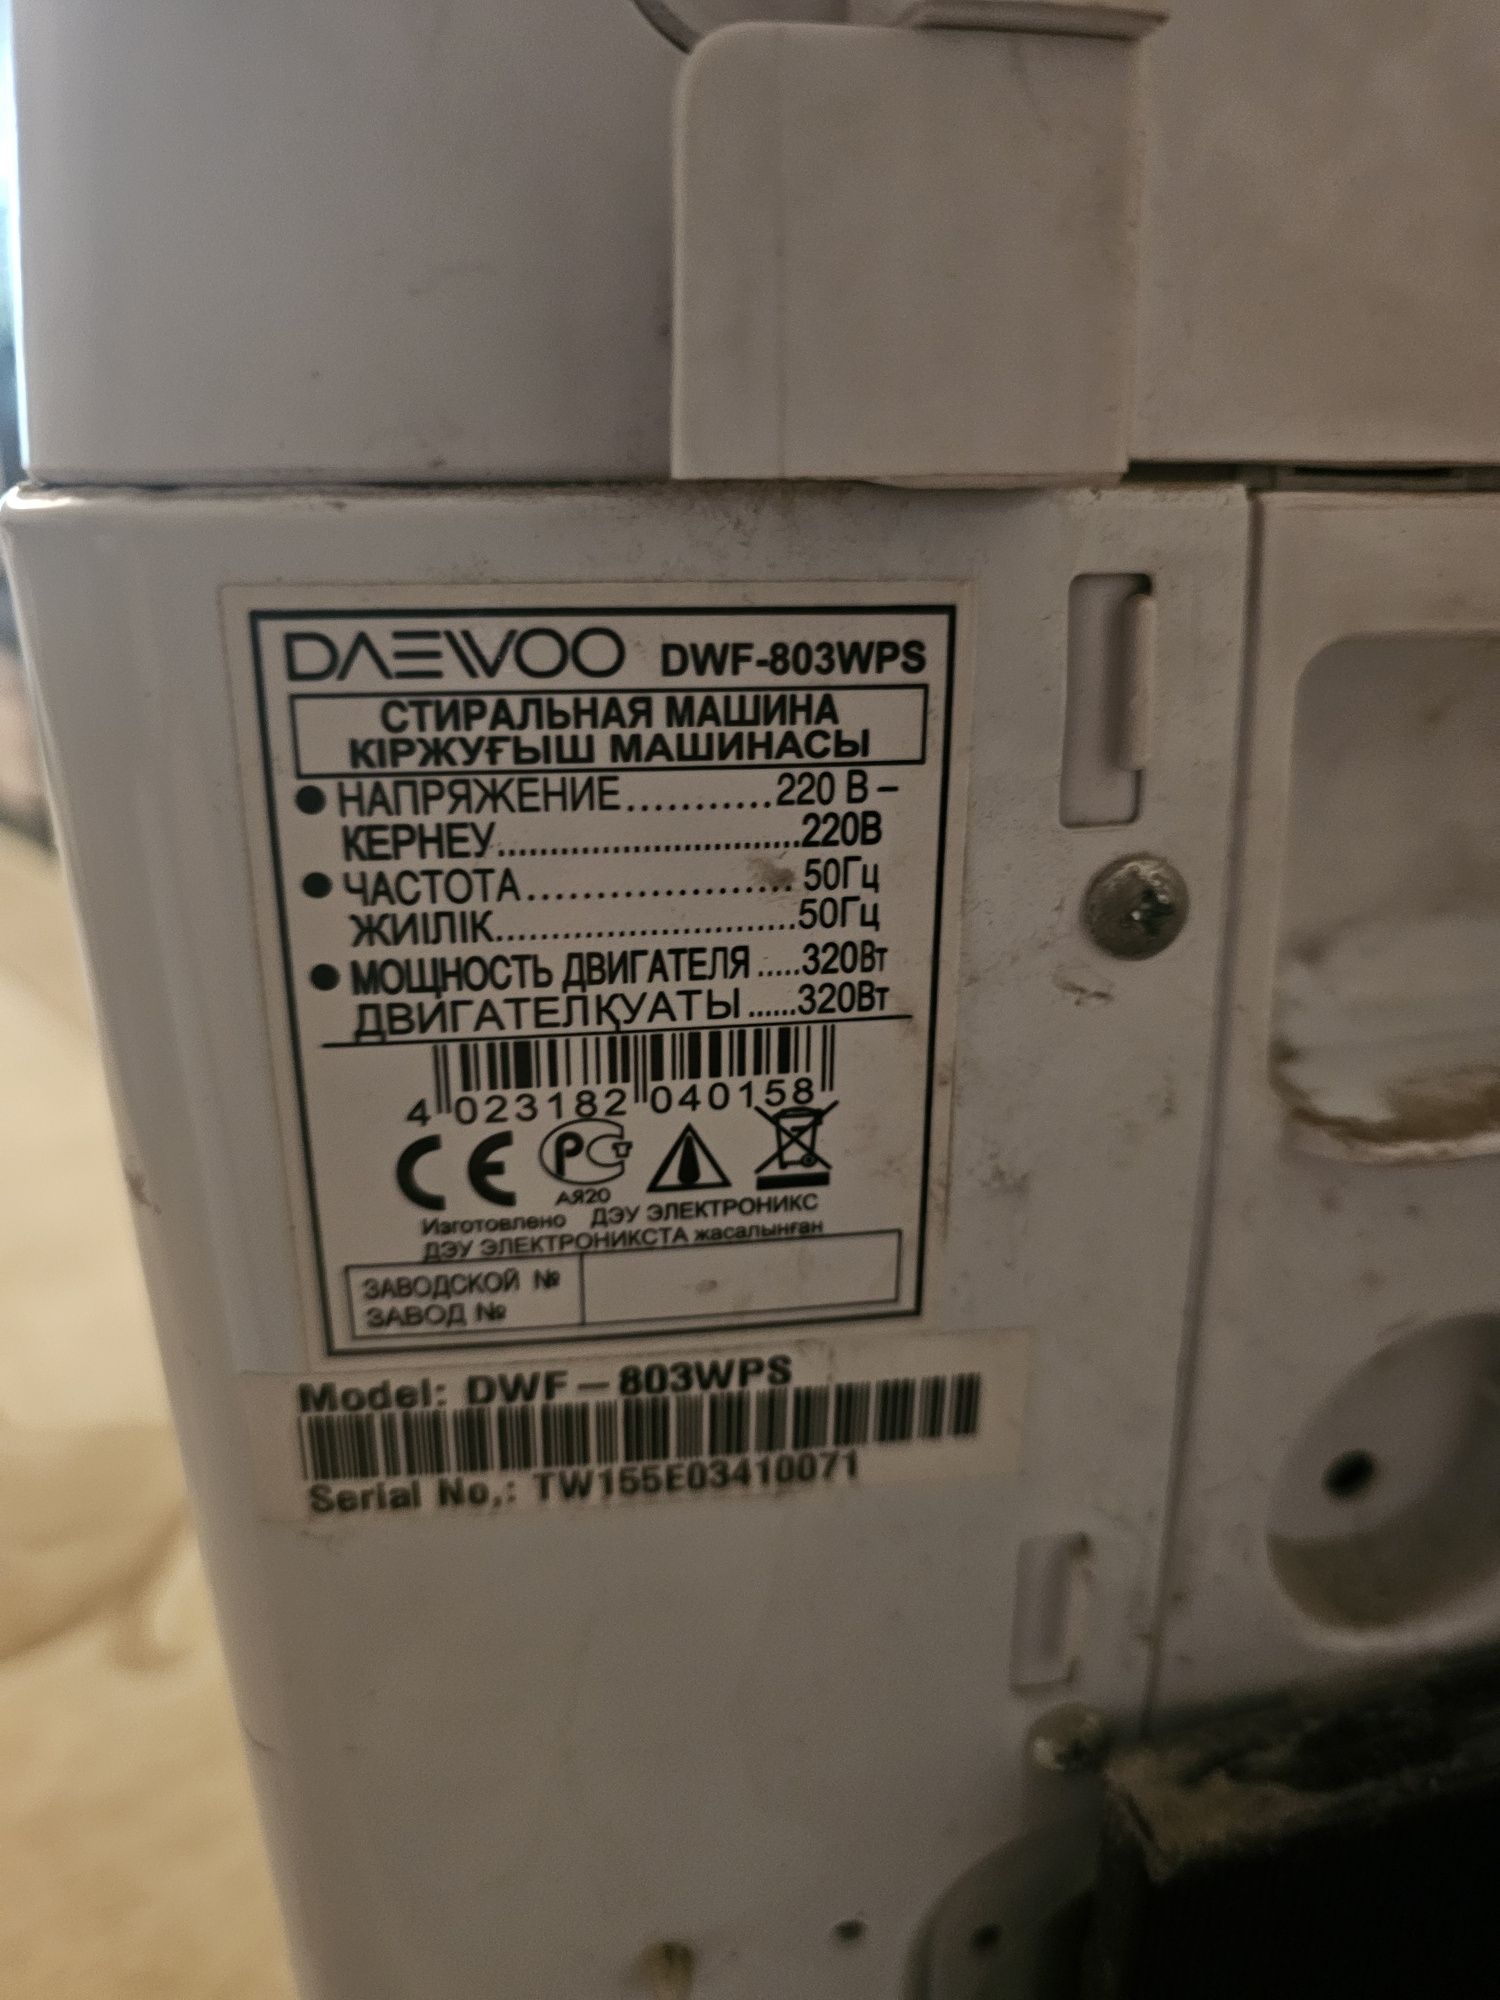 DAEWOO DWF-803WPS
СТИРАЛЬНАЯ МАШИНА
КІРЖУҒЫШ МАШИНАСЫ
● НАПРЯЖЕНИЕ...........220 В –
КЕРНЕУ..............................220В
● ЧАСТОТА.................... 50Гц
ЖИІЛІК.............................50Гц
● МОЩНОСТЬ ДВИГАТЕЛЯ .....320Вт
ДВИГАТЕЛҚУАТЫ ......320Вт
4 023182 040158
CE РСТ
АЯ20
Изготовлено ДЭУ ЭЛЕКТРОНИКС
ДЭУ ЭЛЕКТРОНИКСТА жасалынған
ЗАВОДСКОЙ №
ЗАВОД №
Model: DWF-803WPS
Serial No,: TW155E03410071